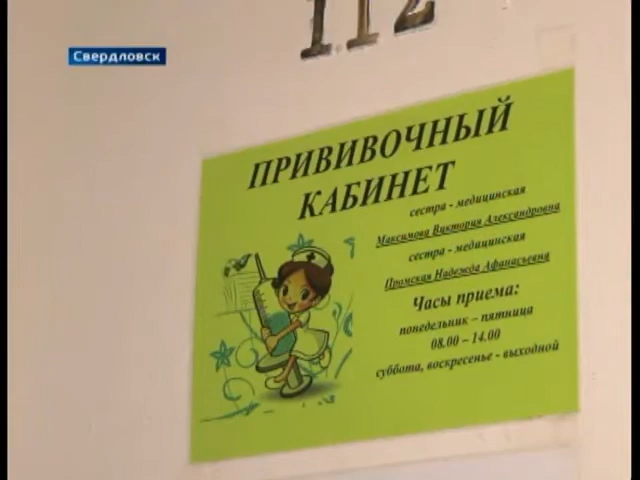 112
Свердловск
ПРИВИВОЧНЫЙ
КАБИНЕТ
сестра - медицинская
Максимова Виктория Александровна
сестра - медицинская
Промская Надежда Афанасьевна
Часы приема:
понедельник – пятница
08.00 – 14.00
суббота, воскресенье - выходной